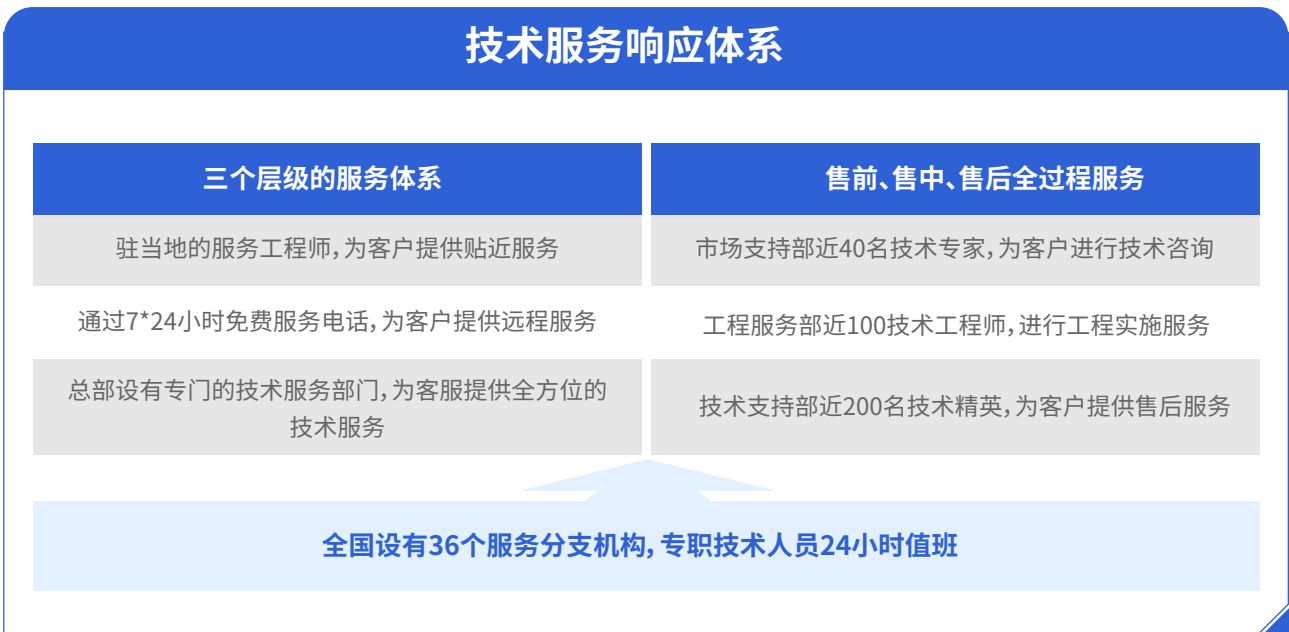 技术服务响应体系
三个层级的服务体系
驻当地的服务工程师,为客户提供贴近服务
通过7*24小时免费服务电话,为客户提供远程服务
总部设有专门的技术服务部门,为客服提供全方位的
技术服务
售前、售中、售后全过程服务
市场支持部近40名技术专家,为客户进行技术咨询
工程服务部近100技术工程师,进行工程实施服务
技术支持部近200名技术精英,为客户提供售后服务
全国设有36个服务分支机构,专职技术人员24小时值班